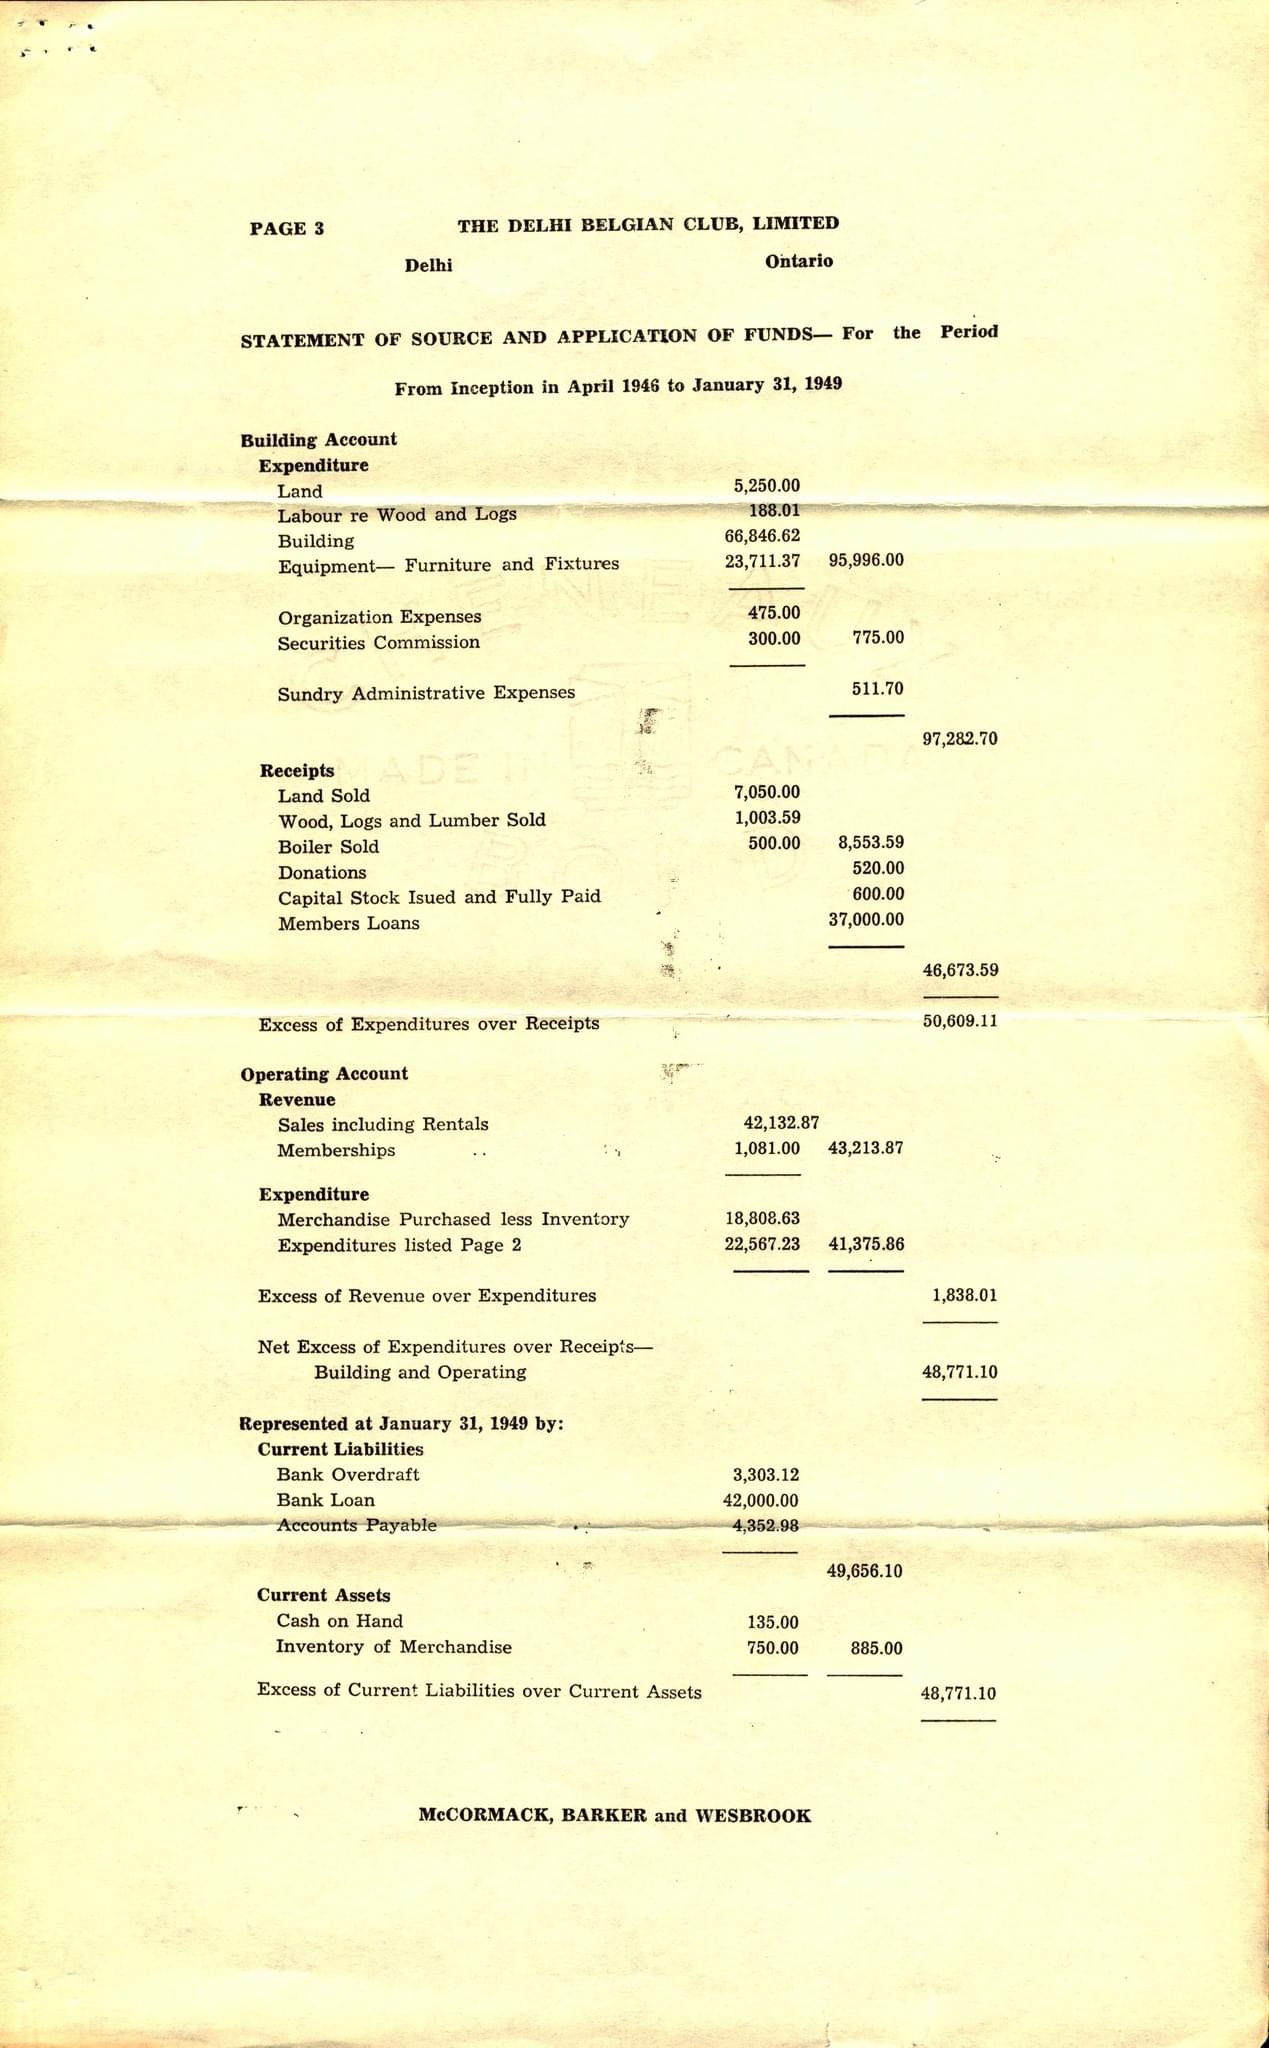 PAGE 3 THE DELHI BELGIAN CLUB, LIMITED
Delhi Ontario
STATEMENT OF SOURCE AND APPLICATION OF FUNDS— For the Period
From Inception in April 1946 to January 31, 1949
Building Account
Expenditure
Land 5,250.00
Labour re Wood and Logs 188.01
Building 66,846.62
Equipment— Furniture and Fixtures 23,711.37 95,996.00
Organization Expenses 475.00
Securities Commission 300.00 775.00
Sundry Administrative Expenses 511.70
97,282.70
MADE IN CANADA
Receipts
Land Sold 7,050.00
Wood, Logs and Lumber Sold 1,003.59
Boiler Sold 500.00 8,553.59
Donations 520.00
Capital Stock Isued and Fully Paid 600.00
Members Loans 37,000.00
46,673.59
Excess of Expenditures over Receipts 50,609.11
Operating Account
Revenue
Sales including Rentals 42,132.87
Memberships 1,081.00 43,213.87
Expenditure
Merchandise Purchased less Inventory 18,808.63
Expenditures listed Page 2 22,567.23 41,375.86
Excess of Revenue over Expenditures 1,838.01
Net Excess of Expenditures over Receipts—
Building and Operating 48,771.10
Represented at January 31, 1949 by:
Current Liabilities
Bank Overdraft 3,303.12
Bank Loan 42,000.00
Accounts Payable 4,352.98
49,656.10
Current Assets
Cash on Hand 135.00
Inventory of Merchandise 750.00 885.00
Excess of Current Liabilities over Current Assets 48,771.10
McCORMACK, BARKER and WESBROOK